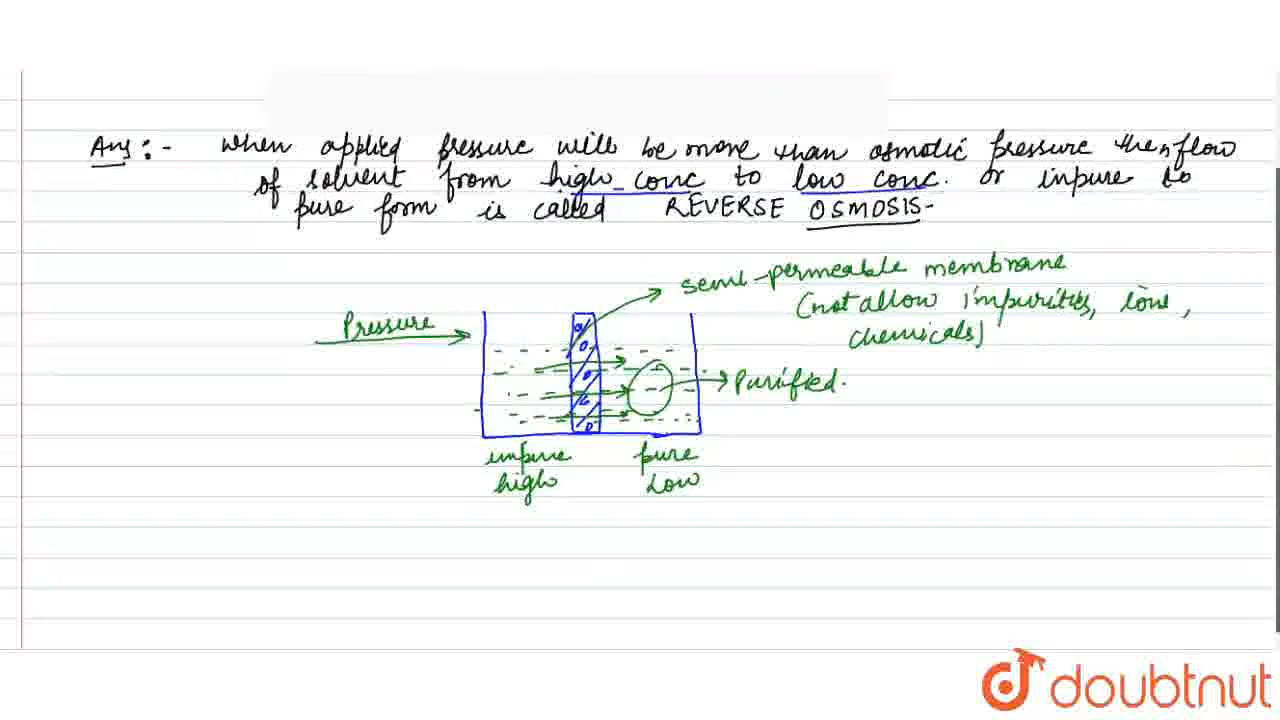 Ans:- When applied pressure will be more than osmotic pressure then flow
of solvent from high conc to low conc. or inpure to
pure form is called REVERSE OSMOSIS-
semi-permeable membrane
(not allow impurities, ions,
chemicals)
Pressure
Purified.
impure pure
high Low
doubtnut